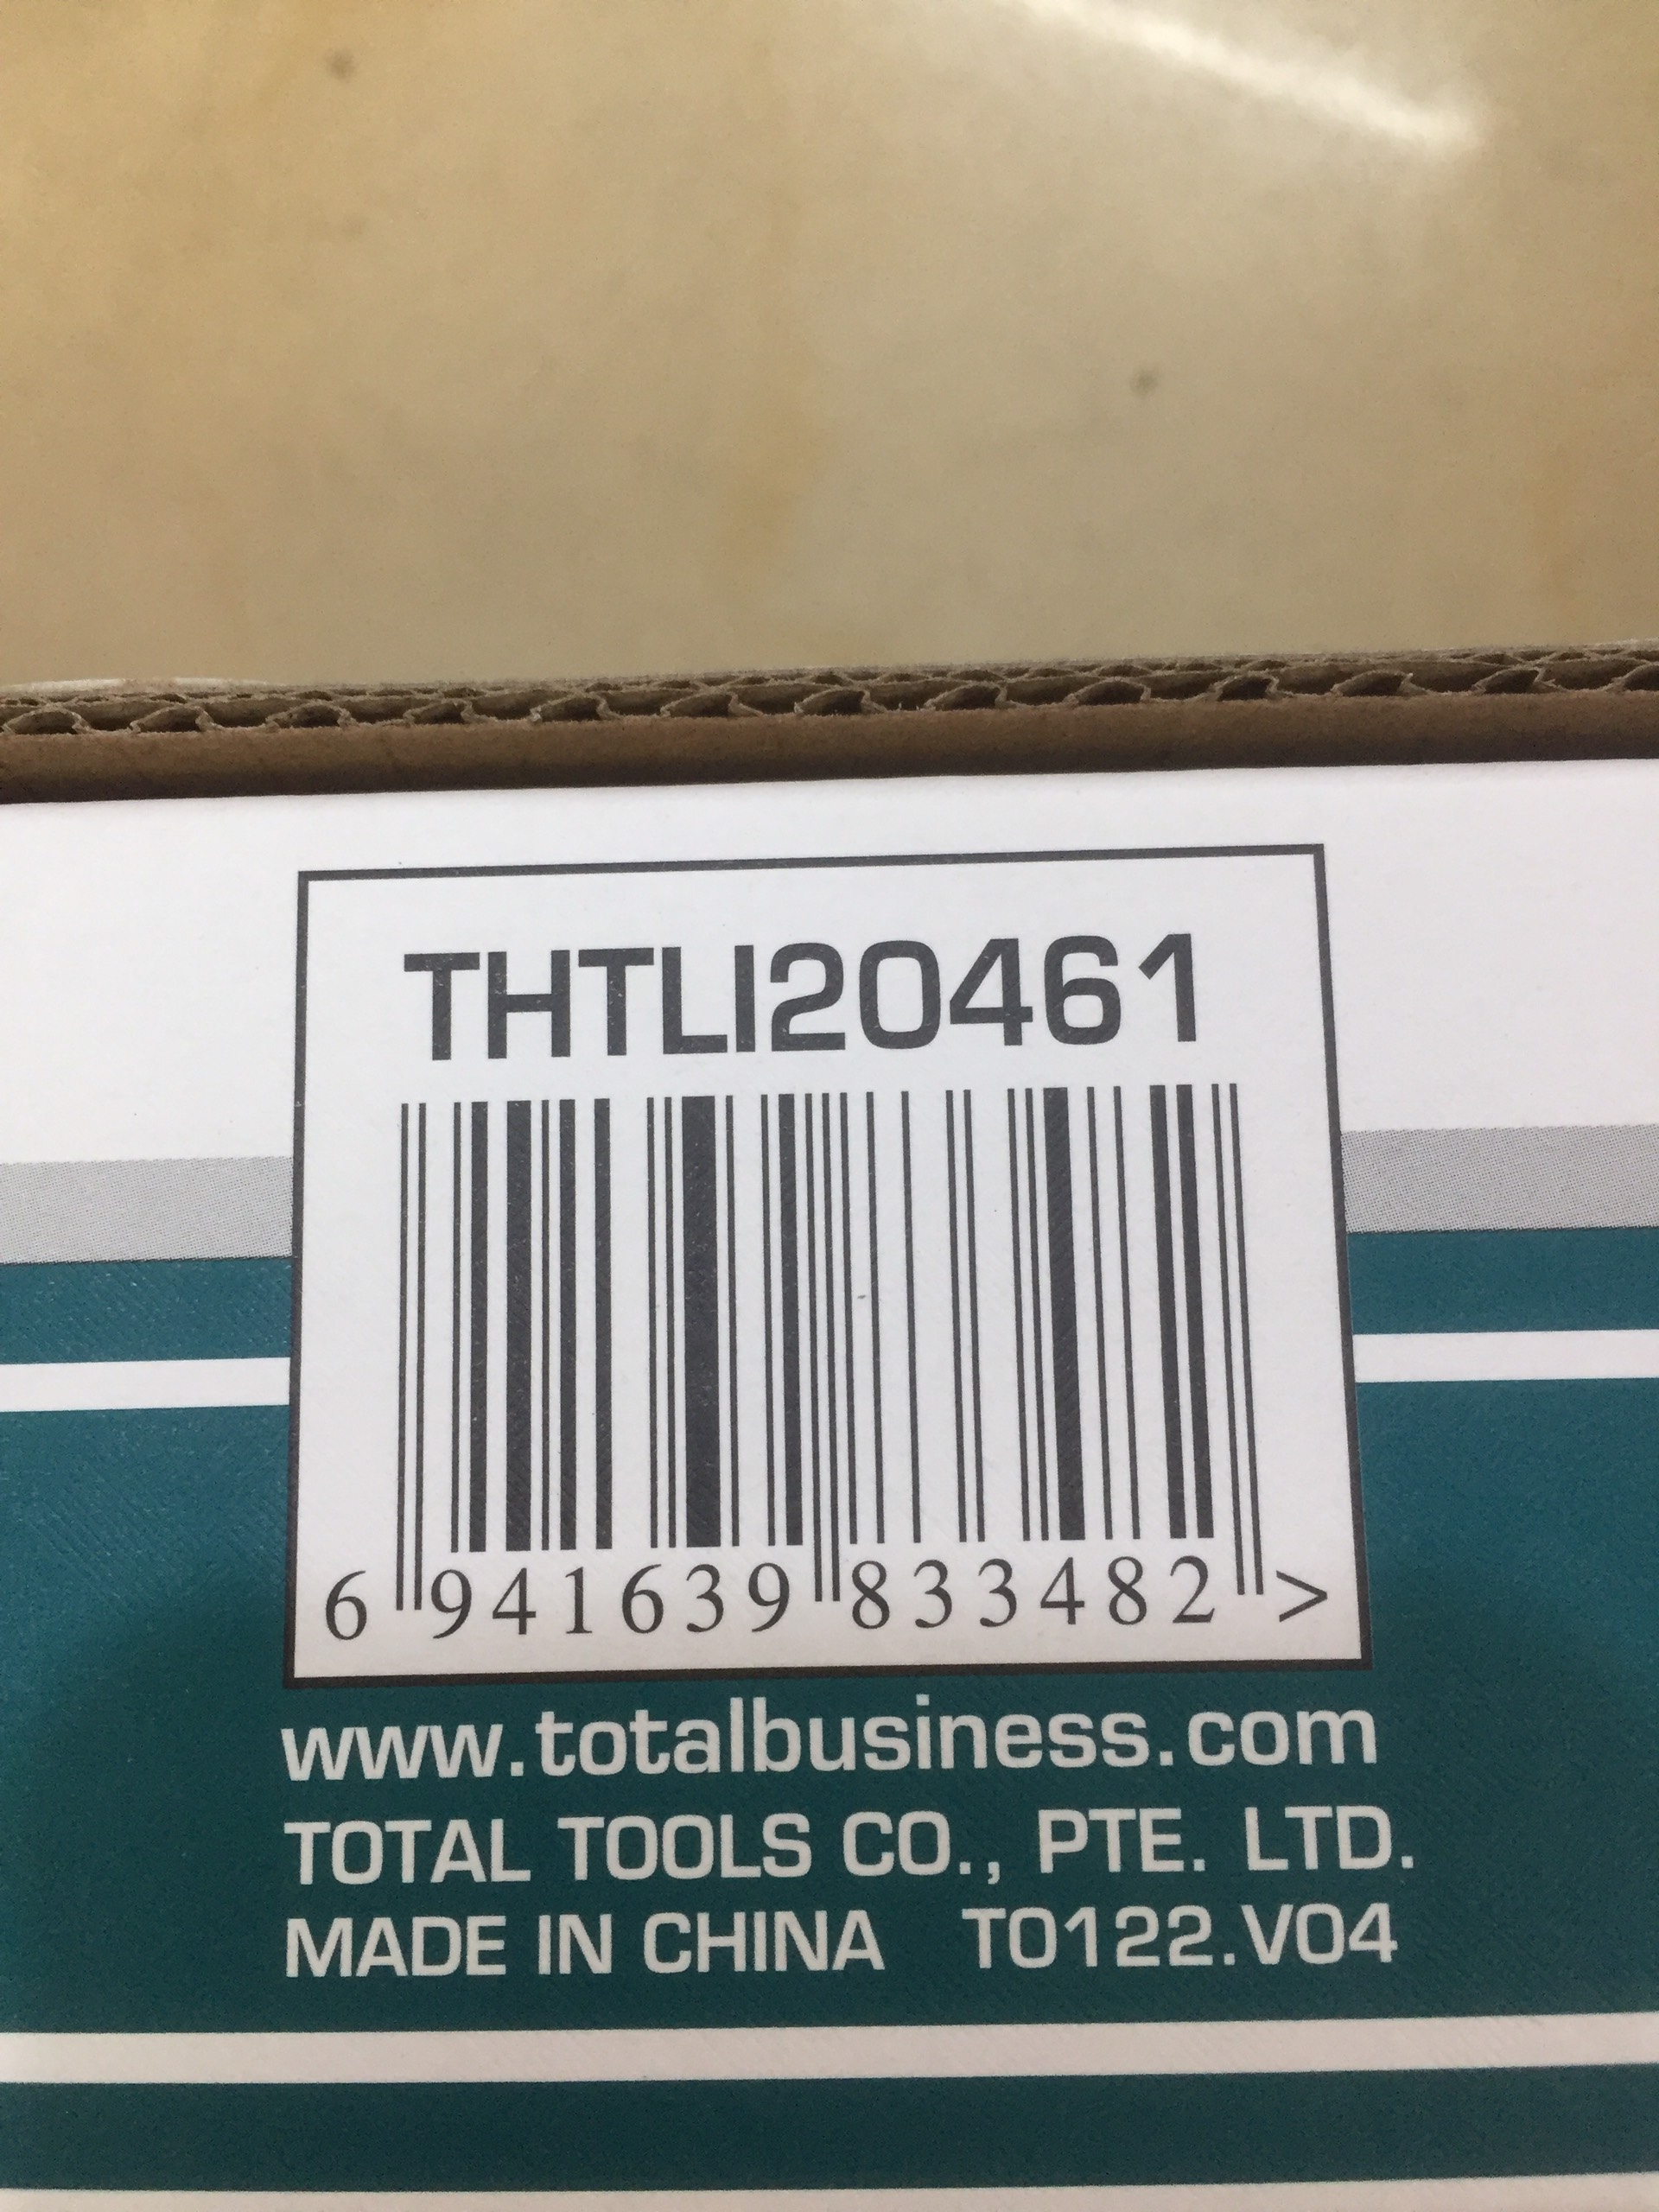 THTLI20461
6 941639 833482 >
www.totalbusiness.com
TOTAL TOOLS CO., PTE. LTD.
MADE IN CHINA T0122.V04